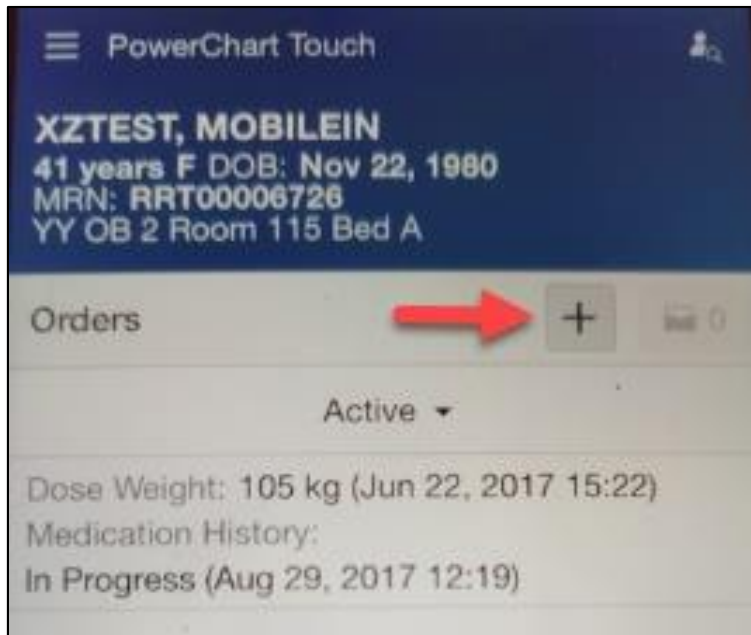 PowerChart Touch
XZTEST, MOBILEIN
41 years F DOB: Nov 22, 1980
MRN: RRT00006726
YY OB 2 Room 115 Bed A
Orders + 0
Active
Dose Weight: 105 kg (Jun 22, 2017 15:22)
Medication History:
In Progress (Aug 29, 2017 12:19)